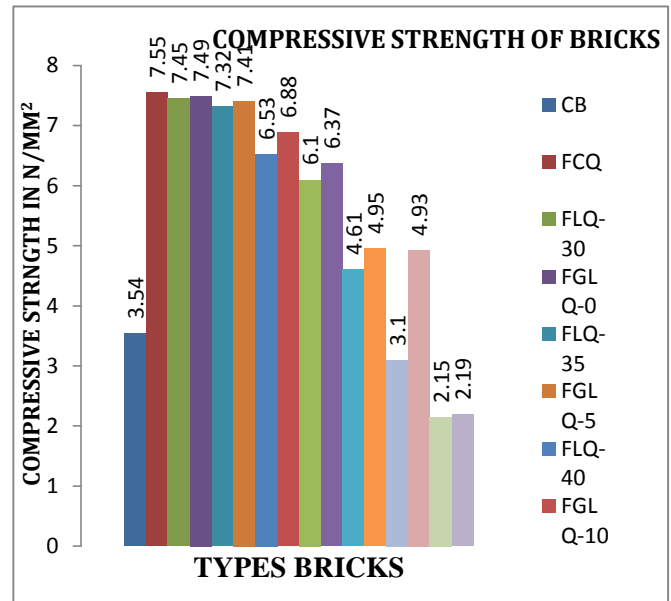 COMPRESSIVE STRENGTH OF BRICKS
COMPRESSIVE STRNGTH IN N/MM²
8
7
6
5
4
3
2
1
0
3.54
7.55
7.45
7.49
7.32
7.41
6.53
6.88
6.1
6.37
4.61
4.95
3.1
4.93
2.15
2.19
TYPES BRICKS
CB
FCQ
FLQ-
30
FGL
Q-0
FLQ-
35
FGL
Q-5
FLQ-
40
FGL
Q-10